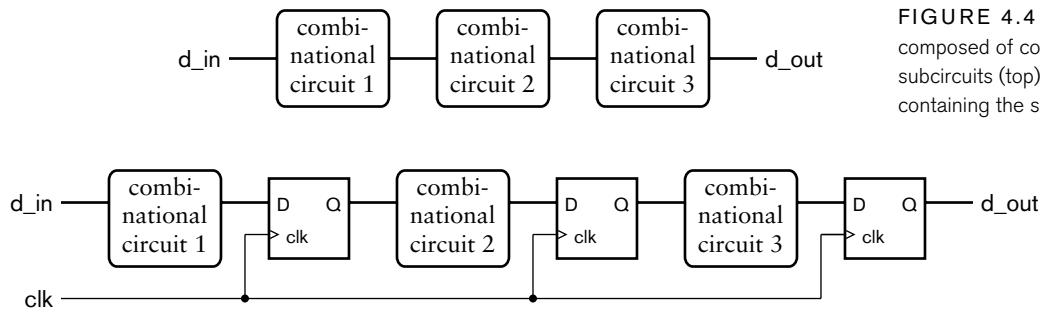 d_in
combi-
national
circuit 1
combi-
national
circuit 2
combi-
national
circuit 3
d_out
FIGURE 4.4
composed of co
subcircuits (top)
containing the s
d_in
combi-
national
circuit 1
D Q
clk
combi-
national
circuit 2
D Q
clk
combi-
national
circuit 3
D Q
clk
d_out
clk